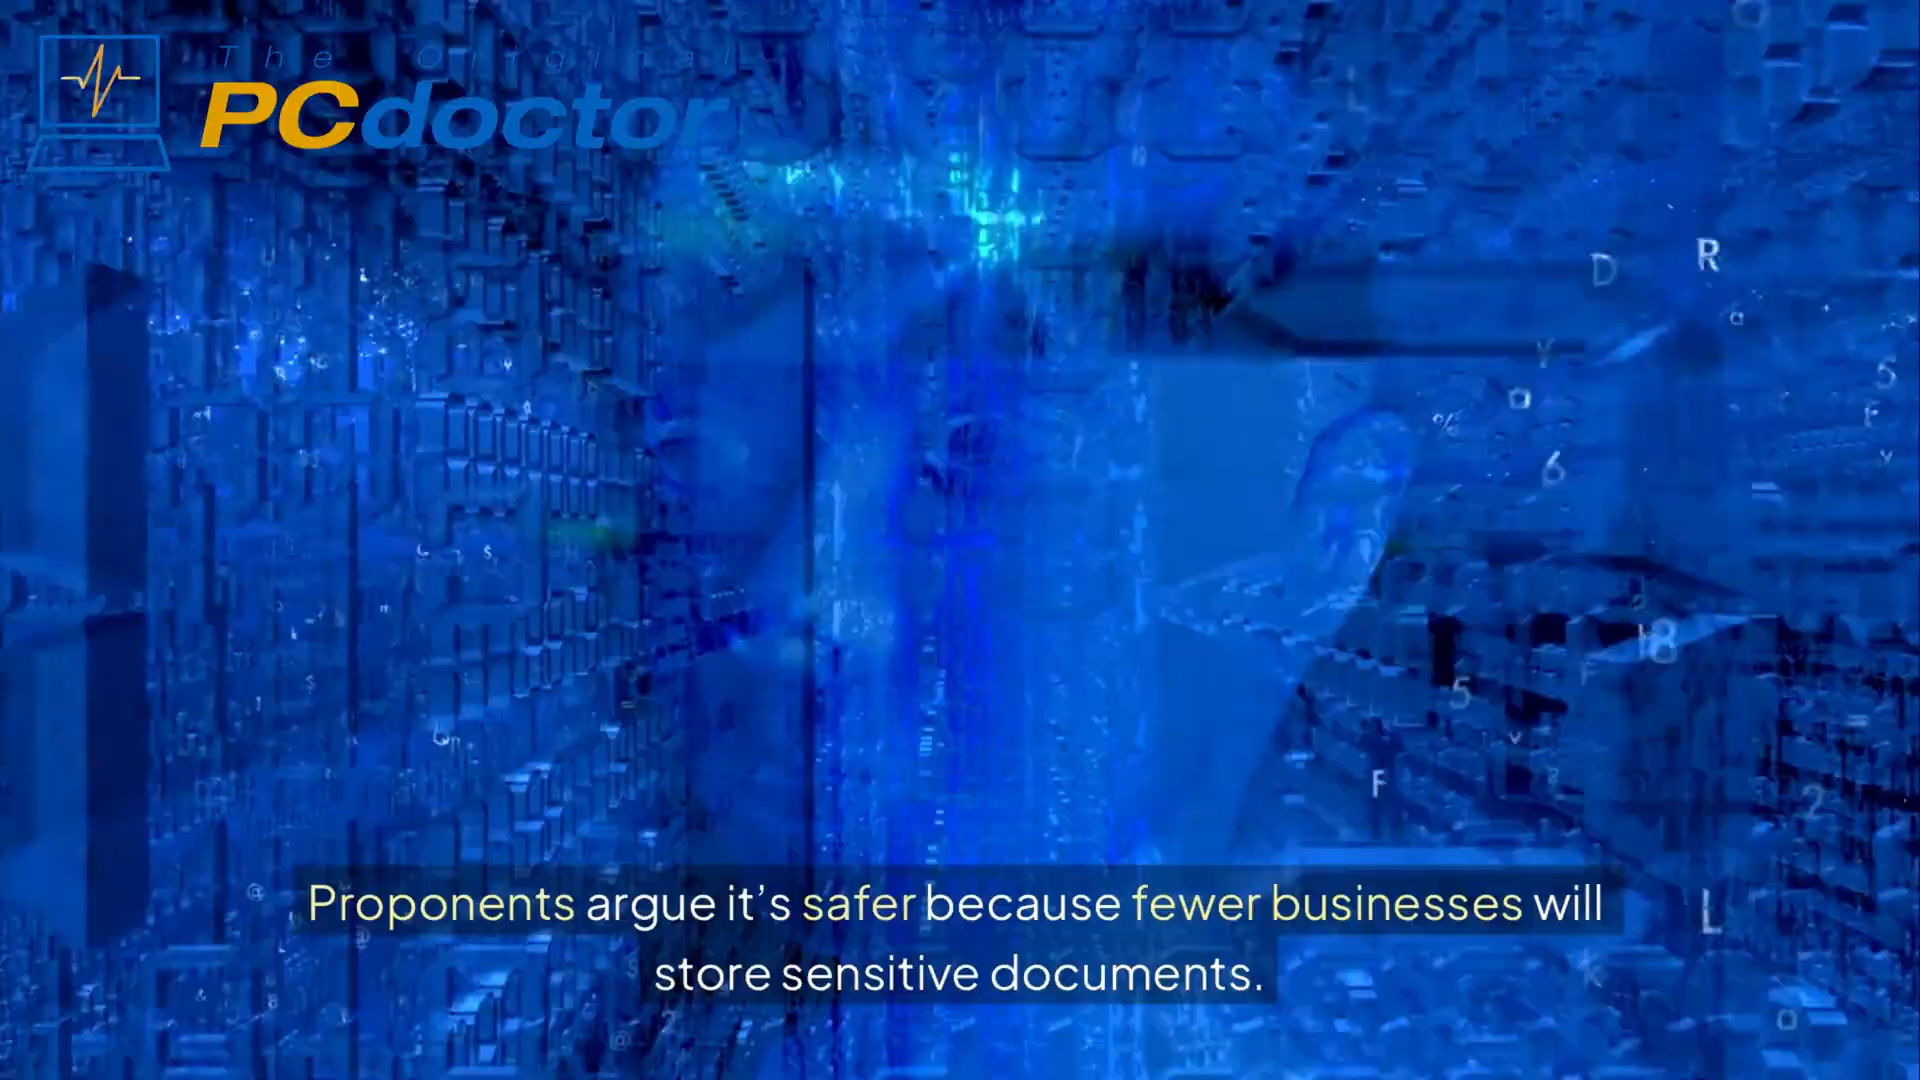 The Original
PCdoctor
Proponents argue it's safer because fewer businesses will
store sensitive documents.